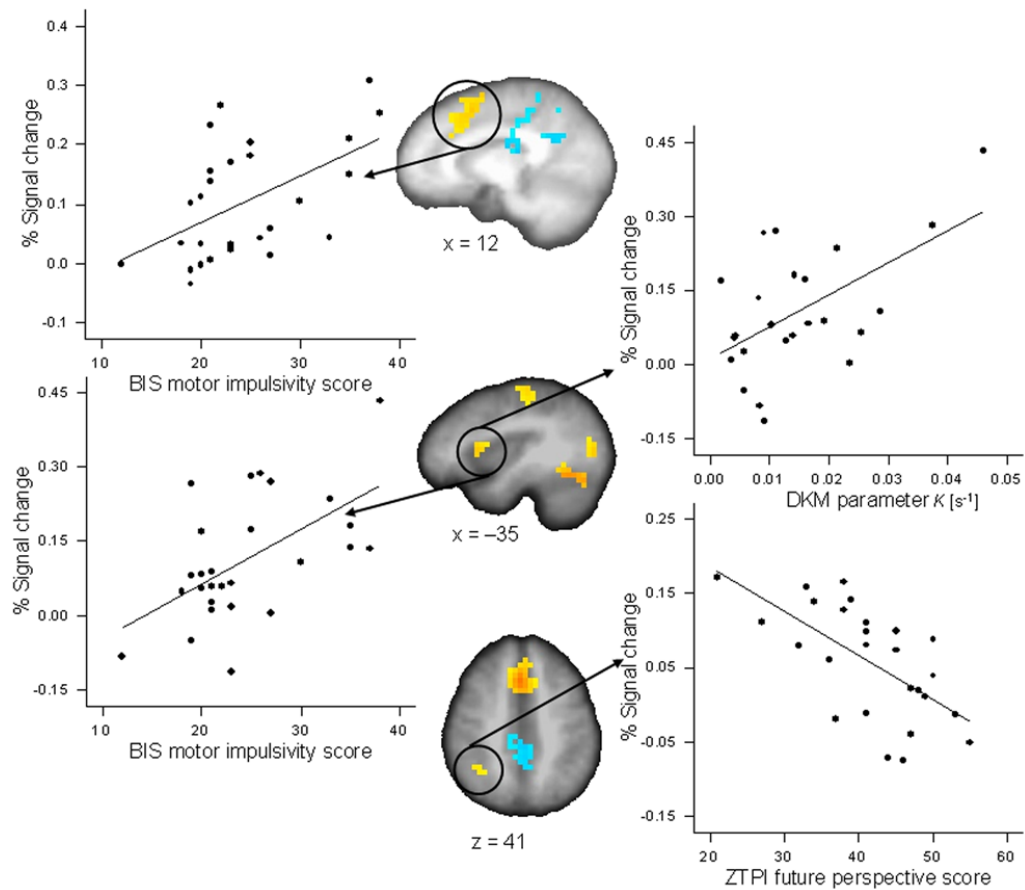 0.4
0.3
0.2
0.1
0.0
-0.1
% Signal change
10 20 30 40
BIS motor impulsivity score
x = 12
0.45
0.30
0.15
0.00
-0.15
% Signal change
0.00 0.01 0.02 0.03 0.04 0.05
DKM parameter K [s-1]
0.45
0.30
0.15
0.00
-0.15
% Signal change
10 20 30 40
BIS motor impulsivity score
x = –35
0.25
0.15
0.05
-0.05
-0.15
% Signal change
20 30 40 50 60
ZTPI future perspective score
z = 41